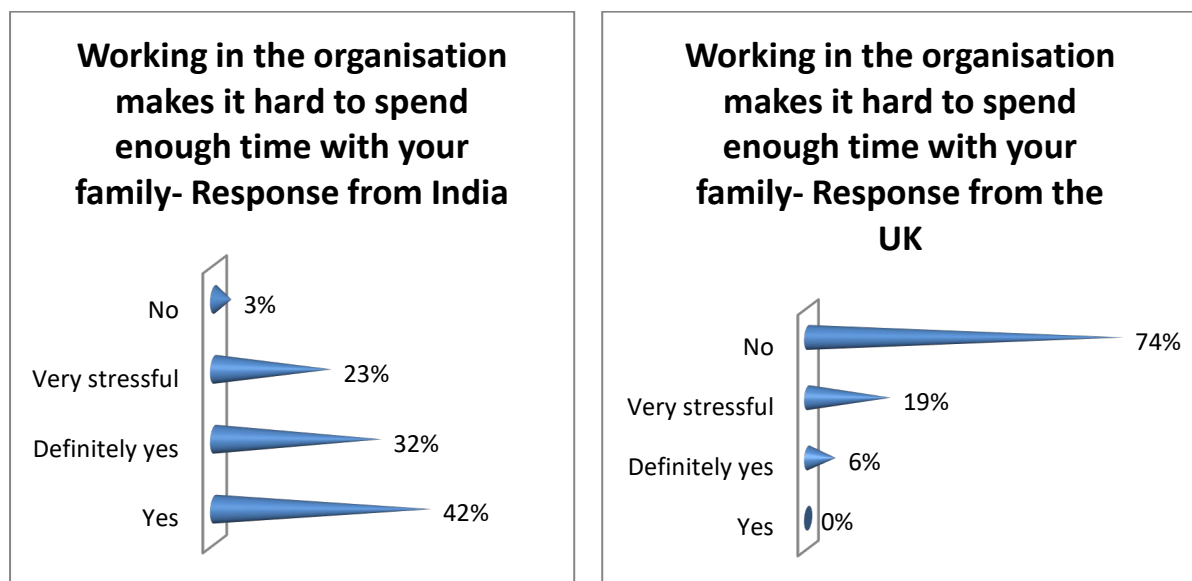 Working in the organisation
makes it hard to spend
enough time with your
family- Response from India
No
3%
Very stressful
23%
Definitely yes
32%
Yes
42%
Working in the organisation
makes it hard to spend
enough time with your
family- Response from the
UK
No
74%
Very stressful
19%
Definitely yes
6%
Yes
0%